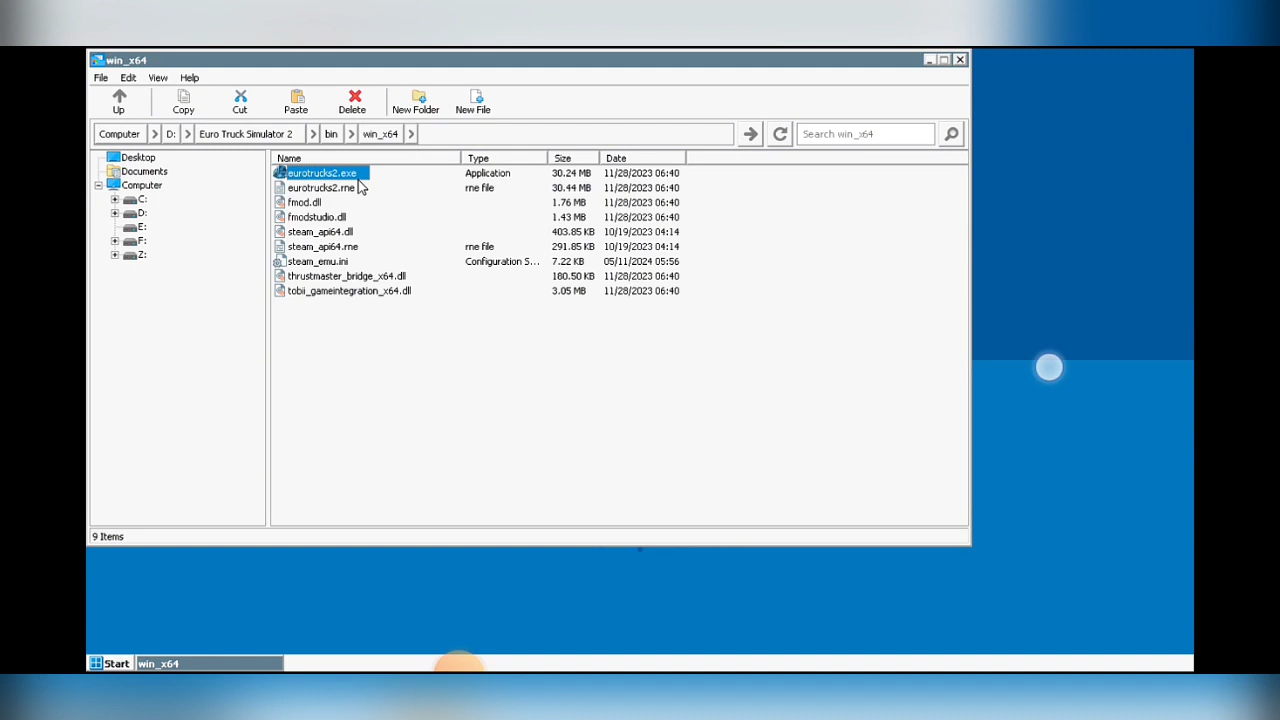 win_x64
File Edit View Help
Up Copy Cut Paste Delete New Folder New File
Computer D: Euro Truck Simulator 2 bin win_x64 Search win_x64
Desktop
Documents
Computer
C:
D:
E:
F:
Z:
Name Type Size Date
eurotrucks2.exe Application 30.24 MB 11/28/2023 06:40
eurotrucks2.rne rne file 30.44 MB 11/28/2023 06:40
fmod.dll 1.76 MB 11/28/2023 06:40
fmodstudio.dll 1.43 MB 11/28/2023 06:40
steam_api64.dll 403.85 KB 10/19/2023 04:14
steam_api64.rne rne file 291.85 KB 10/19/2023 04:14
steam_emu.ini Configuration S... 7.22 KB 05/11/2024 05:56
thrustmaster_bridge_x64.dll 180.50 KB 11/28/2023 06:40
tobii_gameintegration_x64.dll 3.05 MB 11/28/2023 06:40
9 Items
Start win_x64